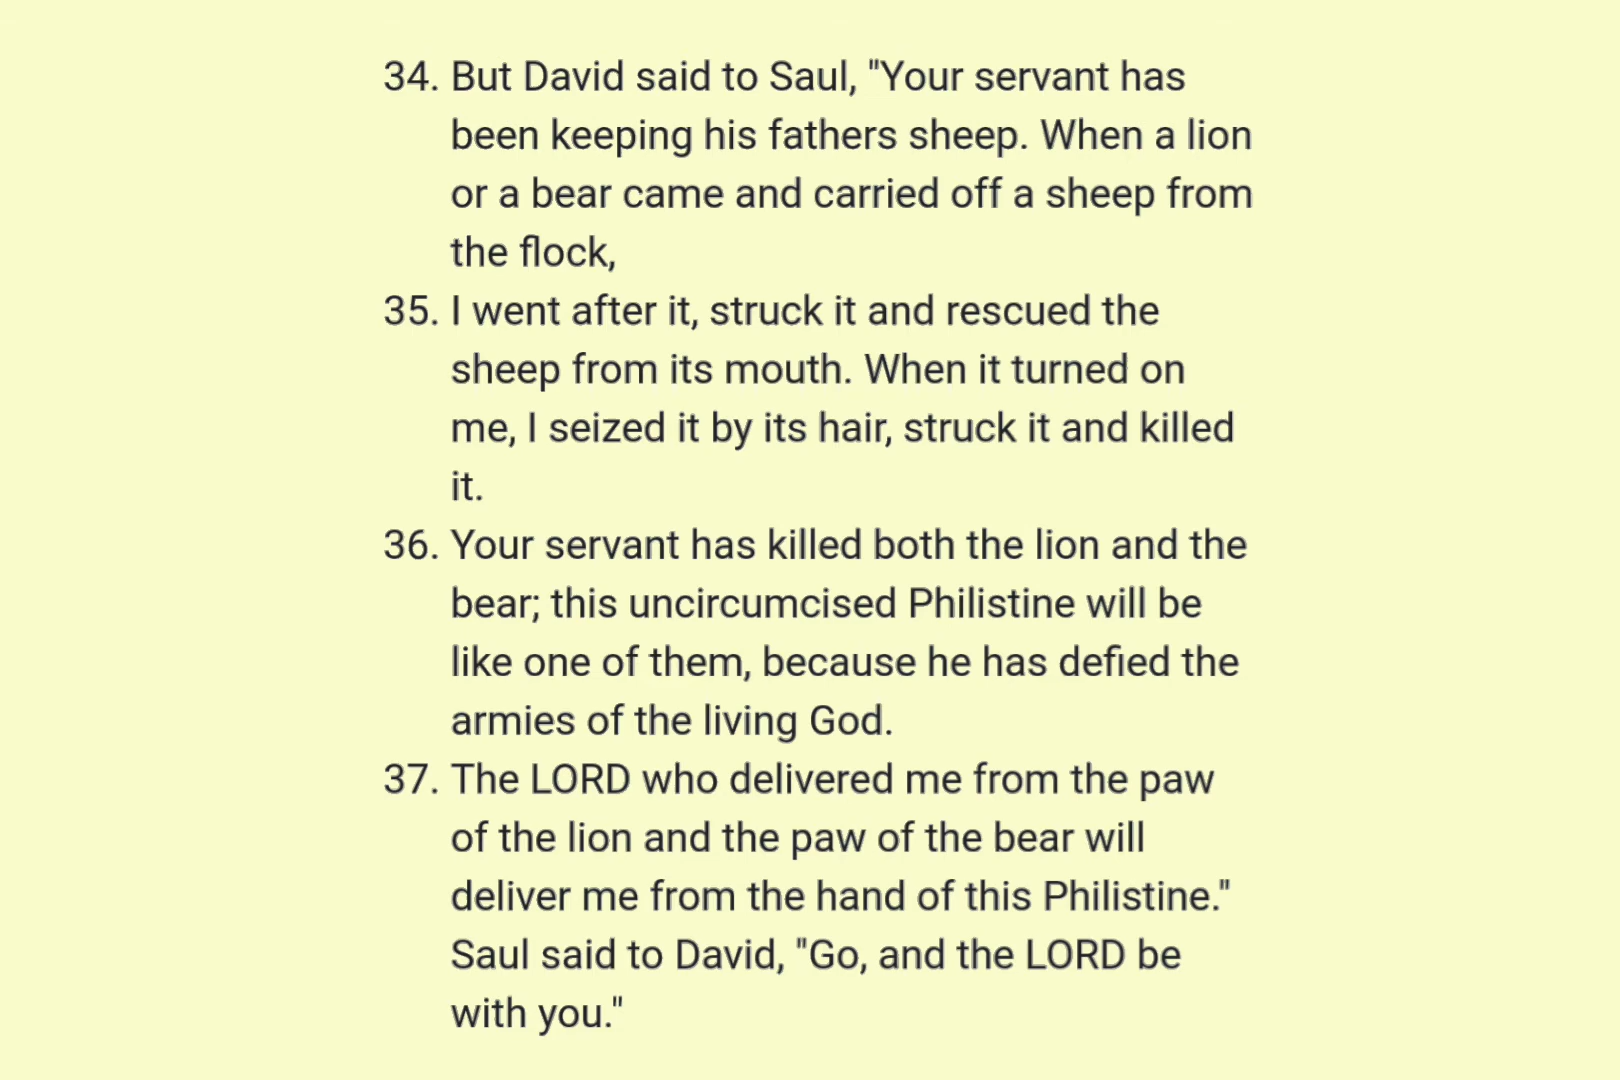 34. But David said to Saul, "Your servant has
been keeping his fathers sheep. When a lion
or a bear came and carried off a sheep from
the flock,
35. I went after it, struck it and rescued the
sheep from its mouth. When it turned on
me, I seized it by its hair, struck it and killed
it.
36. Your servant has killed both the lion and the
bear; this uncircumcised Philistine will be
like one of them, because he has defied the
armies of the living God.
37. The LORD who delivered me from the paw
of the lion and the paw of the bear will
deliver me from the hand of this Philistine."
Saul said to David, "Go, and the LORD be
with you."